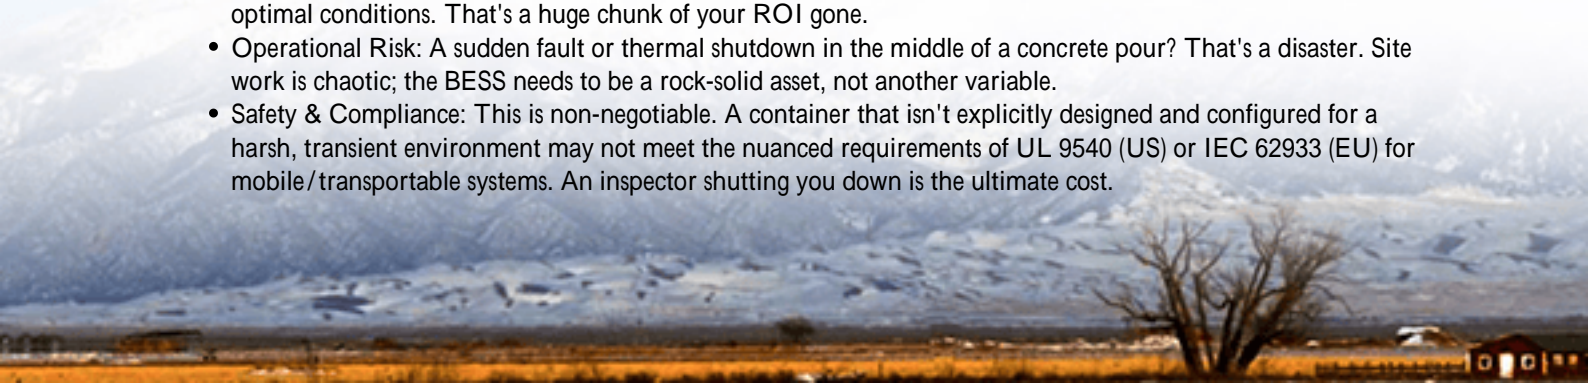 optimal conditions. That's a huge chunk of your ROI gone.
• Operational Risk: A sudden fault or thermal shutdown in the middle of a concrete pour? That's a disaster. Site
work is chaotic; the BESS needs to be a rock-solid asset, not another variable.
• Safety & Compliance: This is non-negotiable. A container that isn't explicitly designed and configured for a
harsh, transient environment may not meet the nuanced requirements of UL 9540 (US) or IEC 62933 (EU) for
mobile/transportable systems. An inspector shutting you down is the ultimate cost.